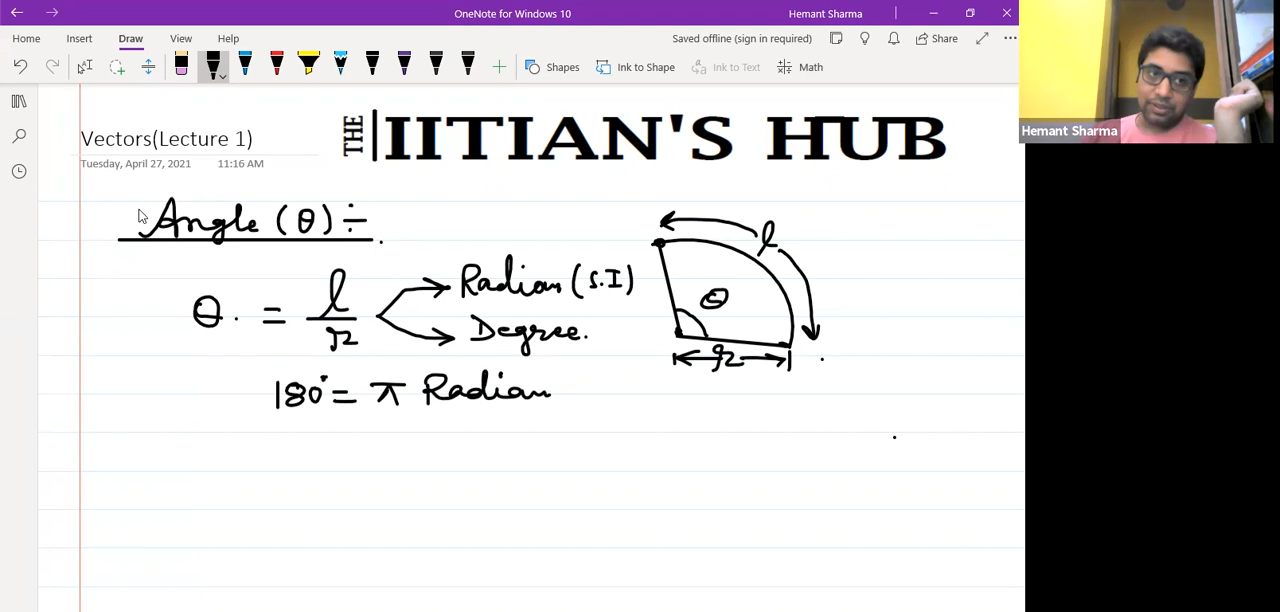 OneNote for Windows 10
Hemant Sharma
Home Insert Draw View Help
Saved offline (sign in required)
Share
Shapes
Ink to Shape
Ink to Text
Math
Hemant Sharma
Vectors(Lecture 1)
Tuesday, April 27, 2021 11:16 AM
THE IITIAN'S HUB
Angle (θ) ÷
θ = l/r
Radian (S.I)
Degree.
180° = π Radian
l
θ
r